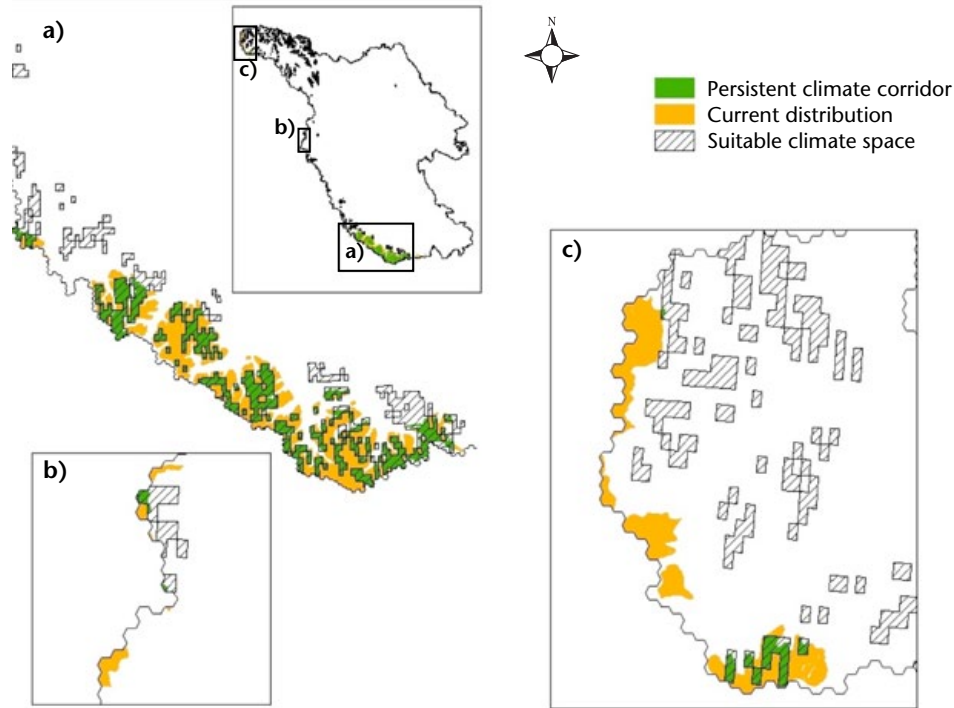 a)
c)
b)
a)
N
Persistent climate corridor
Current distribution
Suitable climate space
b)
c)